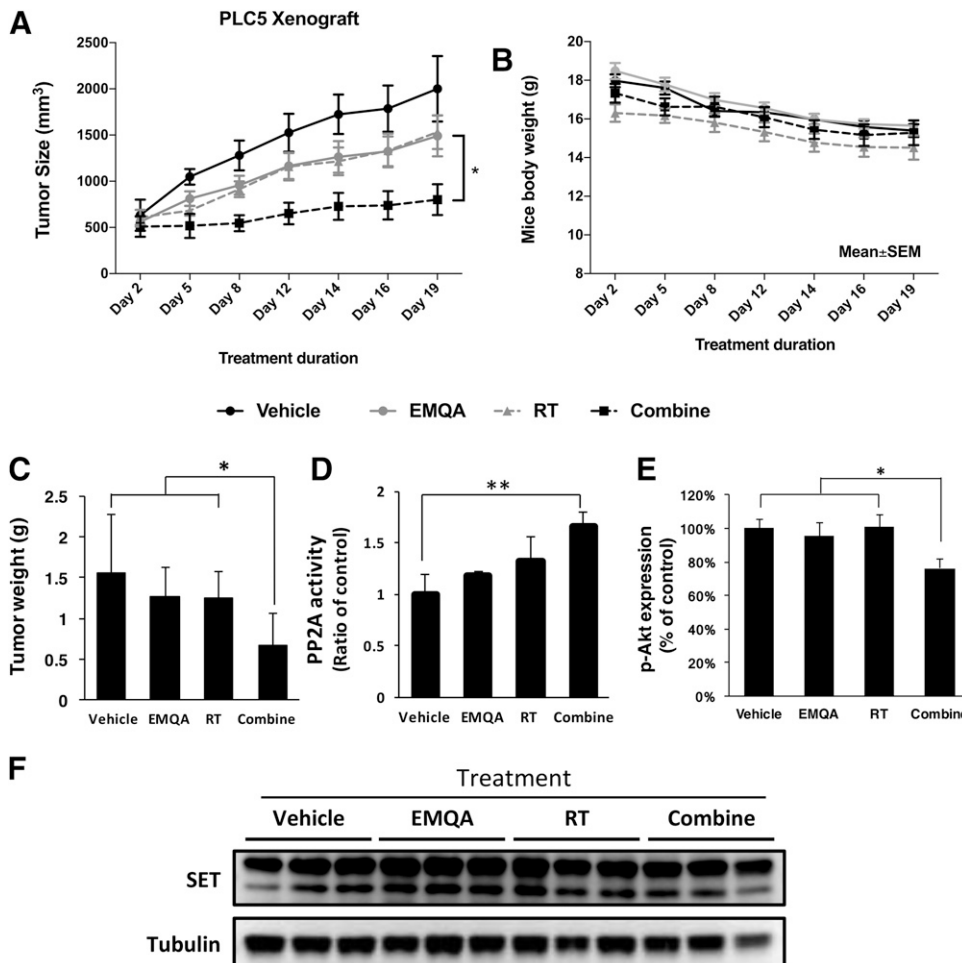 A
PLC5 Xenograft
Tumor Size (mm³)
2500
2000
1500
1000
500
0
*
Day 2 Day 5 Day 8 Day 12 Day 14 Day 16 Day 19
Treatment duration
B
Mice body weight (g)
20
18
16
14
12
10
8
Mean±SEM
Day 2 Day 5 Day 8 Day 12 Day 14 Day 16 Day 19
Treatment duration
Vehicle EMQA RT Combine
C
Tumor weight (g)
2.5
2
1.5
1
0.5
0
*
Vehicle EMQA RT Combine
D
PP2A activity
(Ratio of control)
2
1.5
1
0.5
0
**
Vehicle EMQA RT Combine
E
p-Akt expression
(% of control)
120%
100%
80%
60%
40%
20%
0%
*
Vehicle EMQA RT Combine
F
Treatment
Vehicle EMQA RT Combine
SET
Tubulin